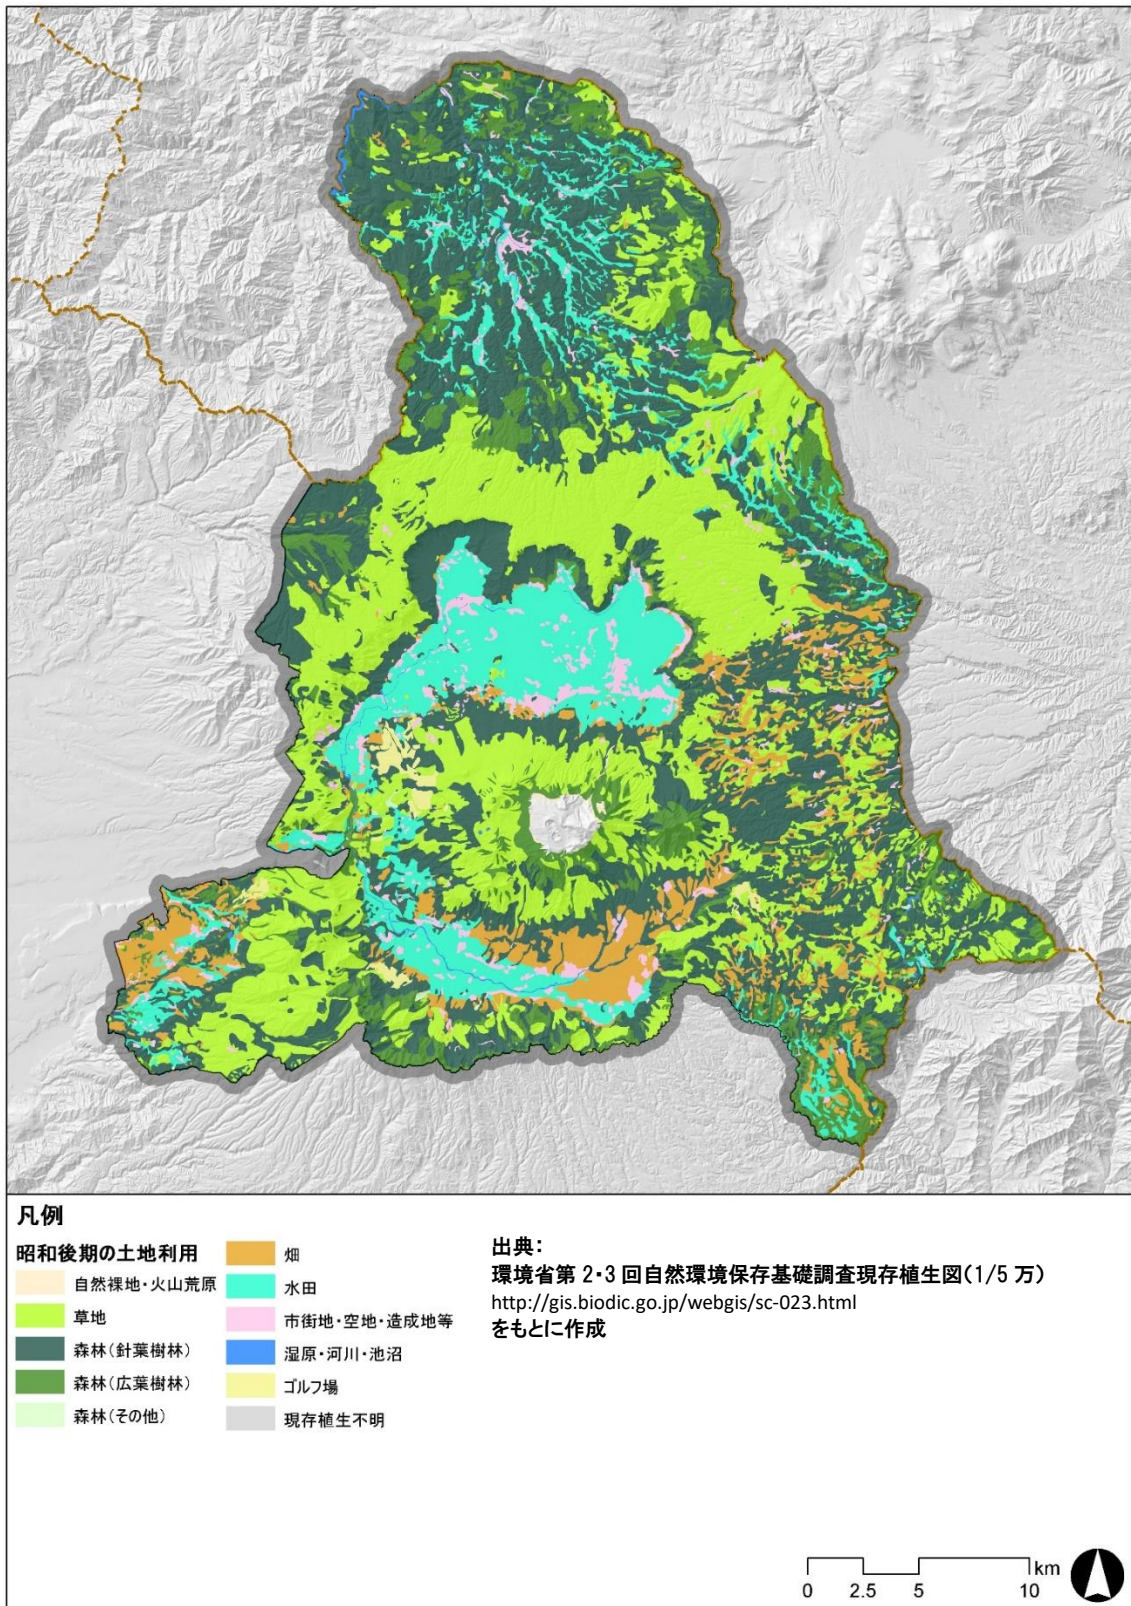 凡例
昭和後期の土地利用
自然裸地・火山荒原
草地
森林(針葉樹林)
森林(広葉樹林)
森林(その他)
畑
水田
市街地・空地・造成地等
湿原・河川・池沼
ゴルフ場
現存植生不明
出典:
環境省第 2・3 回自然環境保存基礎調査現存植生図(1/5 万)
http://gis.biodic.go.jp/webgis/sc-023.html
をもとに作成
km
0 2.5 5 10